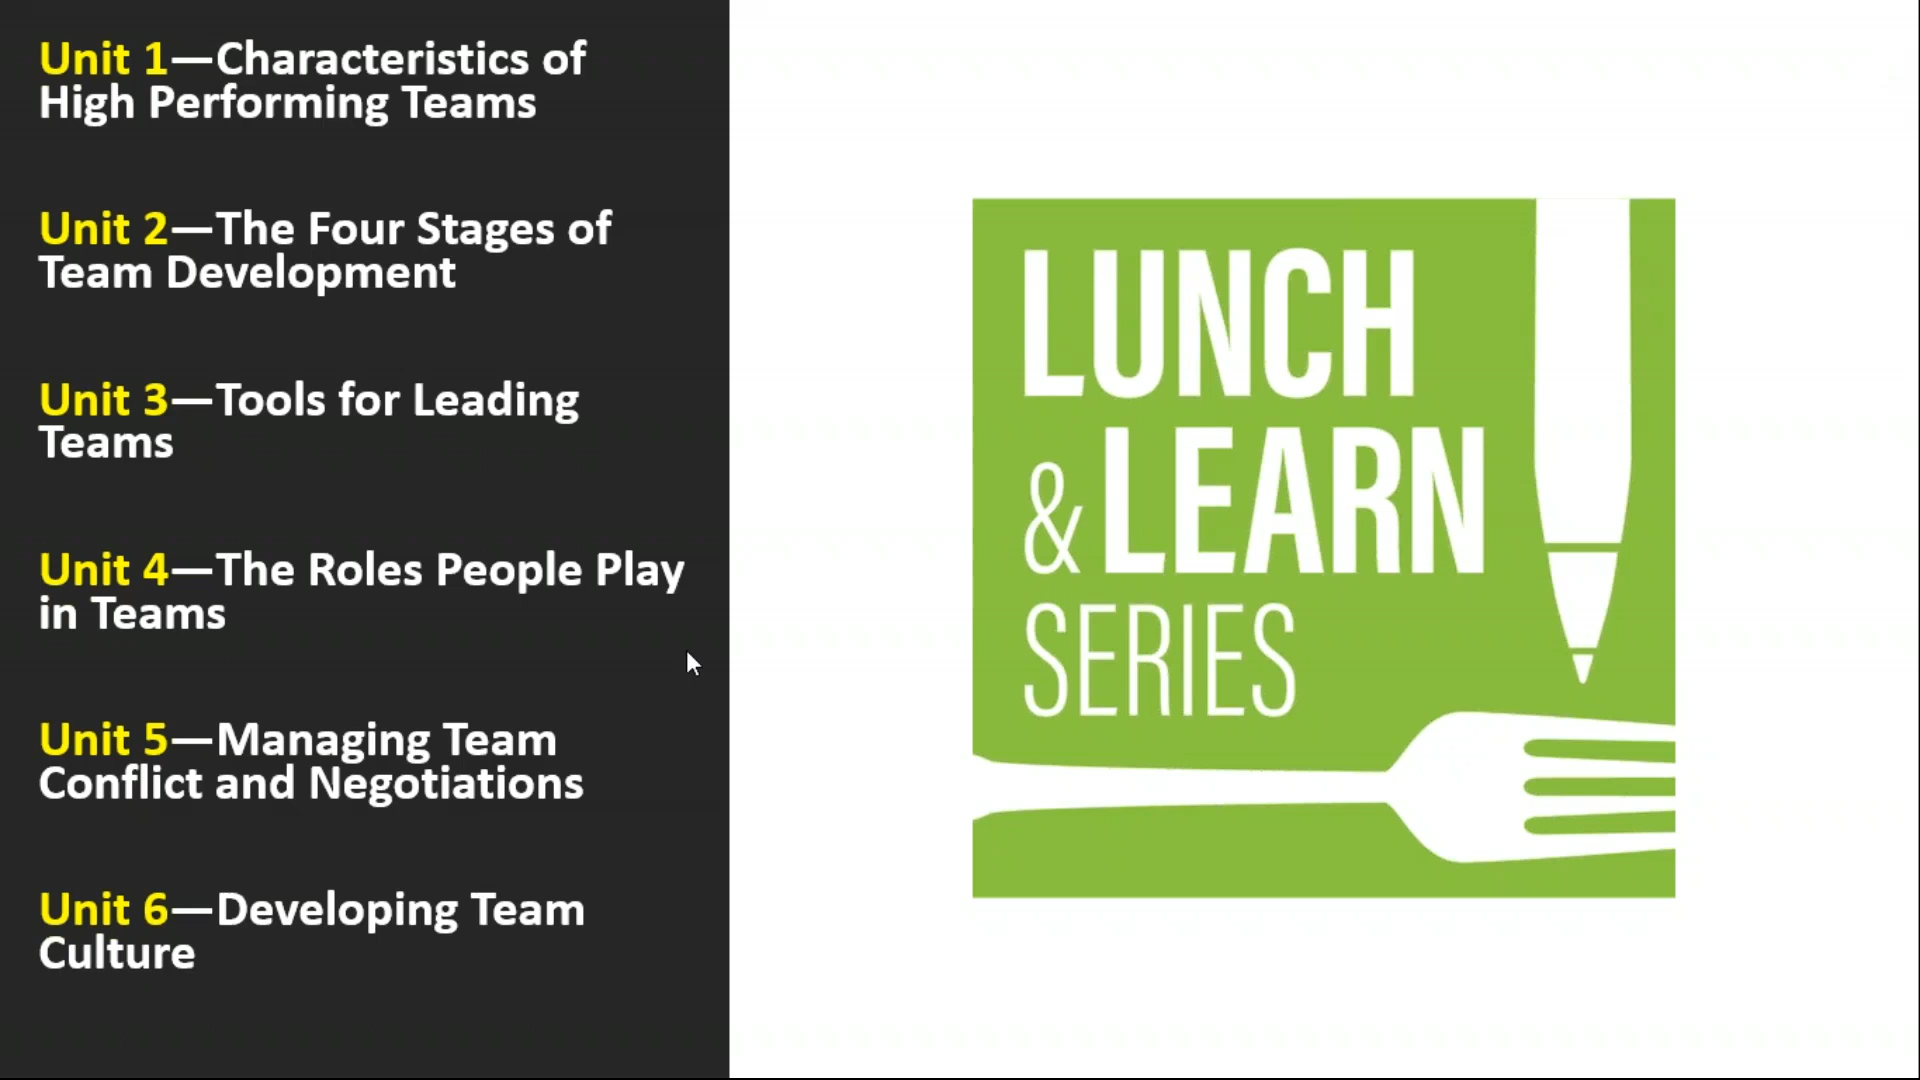 Unit 1—Characteristics of
High Performing Teams
Unit 2—The Four Stages of
Team Development
Unit 3—Tools for Leading
Teams
Unit 4—The Roles People Play
in Teams
Unit 5—Managing Team
Conflict and Negotiations
Unit 6—Developing Team
Culture
LUNCH
& LEARN
SERIES